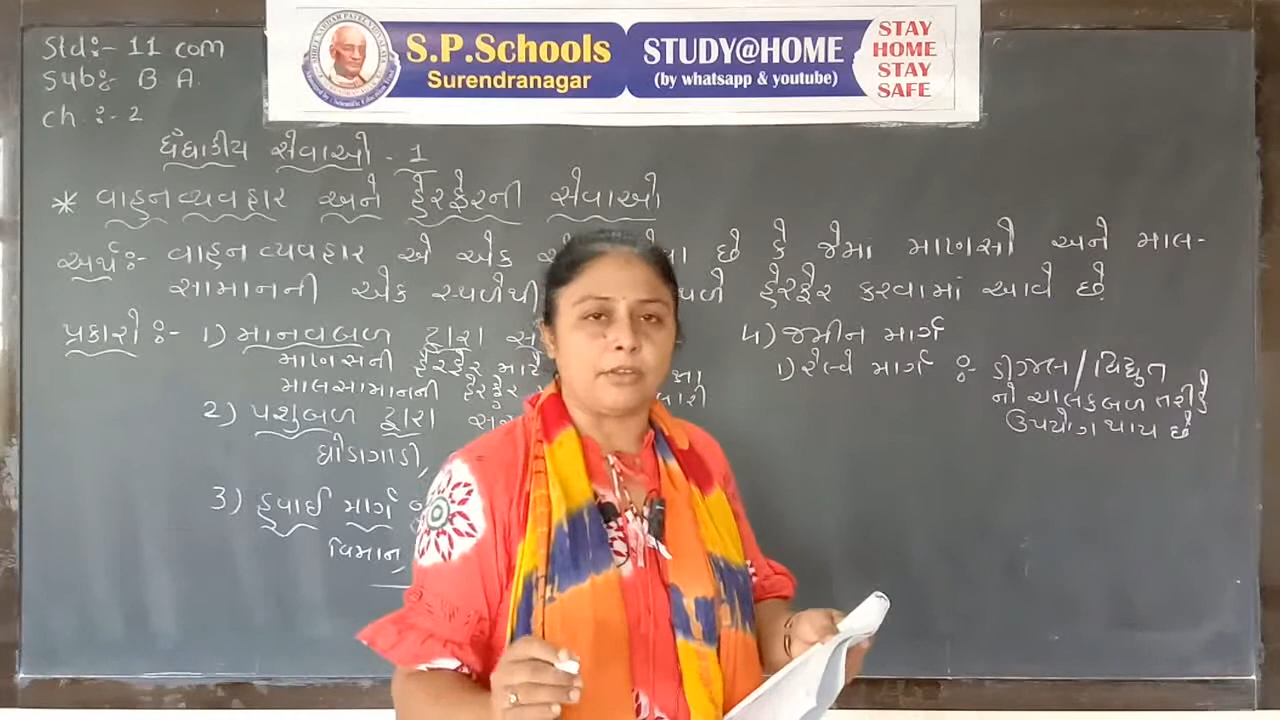 S.P.Schools
Surendranagar
STUDY@HOME
(by whatsapp & youtube)
STAY
HOME
STAY
SAFE
Std:- 11 com
Sub:- B A.
Ch.:- 2
ધંધાકીય સેવાઓ - 1
* વાહનવ્યવહાર અને હેરફેરની સેવાઓ
અર્થ:- વાહનવ્યવહાર એ એક છે કે જેમા માણસો અને માલ-
સામાનની એક સ્થળેથી હેરફેર કરવામાં આવે છે
પ્રકારો:- 1) માનવબળ દ્વારા
માણસની હેરફેર માટે
માલસામાનની હેરફેર લારી
2) પશુબળ દ્વારા
ઘોડાગાડી,
3) હવાઈ માર્ગ
વિમાન,
4) જમીન માર્ગ
1) રેલ્વે માર્ગ :- ડીઝલ/વિદ્યુત
નો ચાલકબળ તરીકે
ઉપયોગ થાય છે